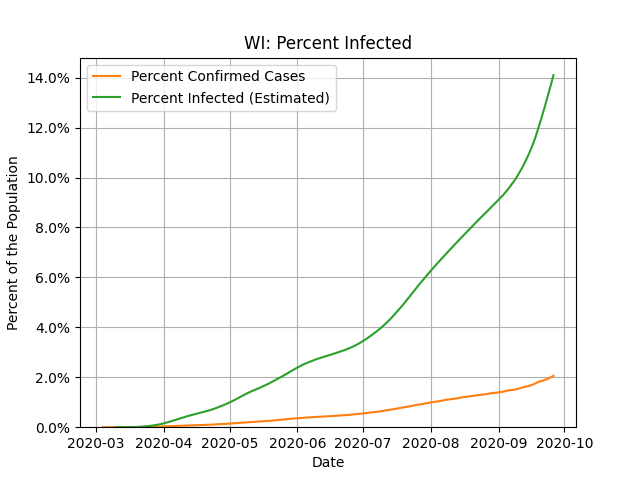 WI: Percent Infected
Percent Confirmed Cases
Percent Infected (Estimated)
14.0%
12.0%
10.0%
8.0%
6.0%
4.0%
2.0%
0.0%
Percent of the Population
2020-03 2020-04 2020-05 2020-06 2020-07 2020-08 2020-09 2020-10
Date